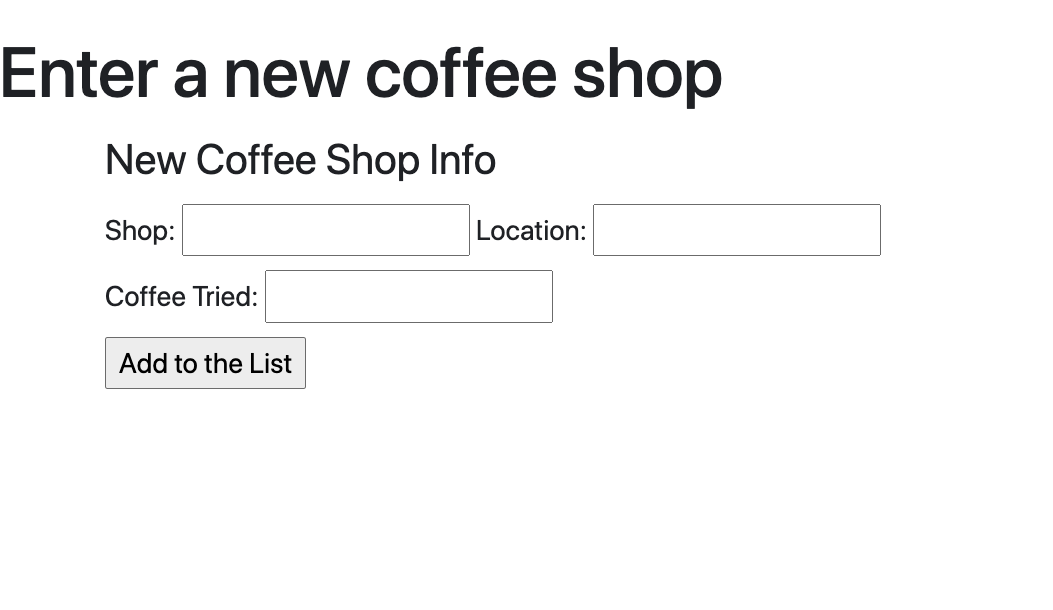 Enter a new coffee shop
New Coffee Shop Info
Shop: Location:
Coffee Tried:
Add to the List